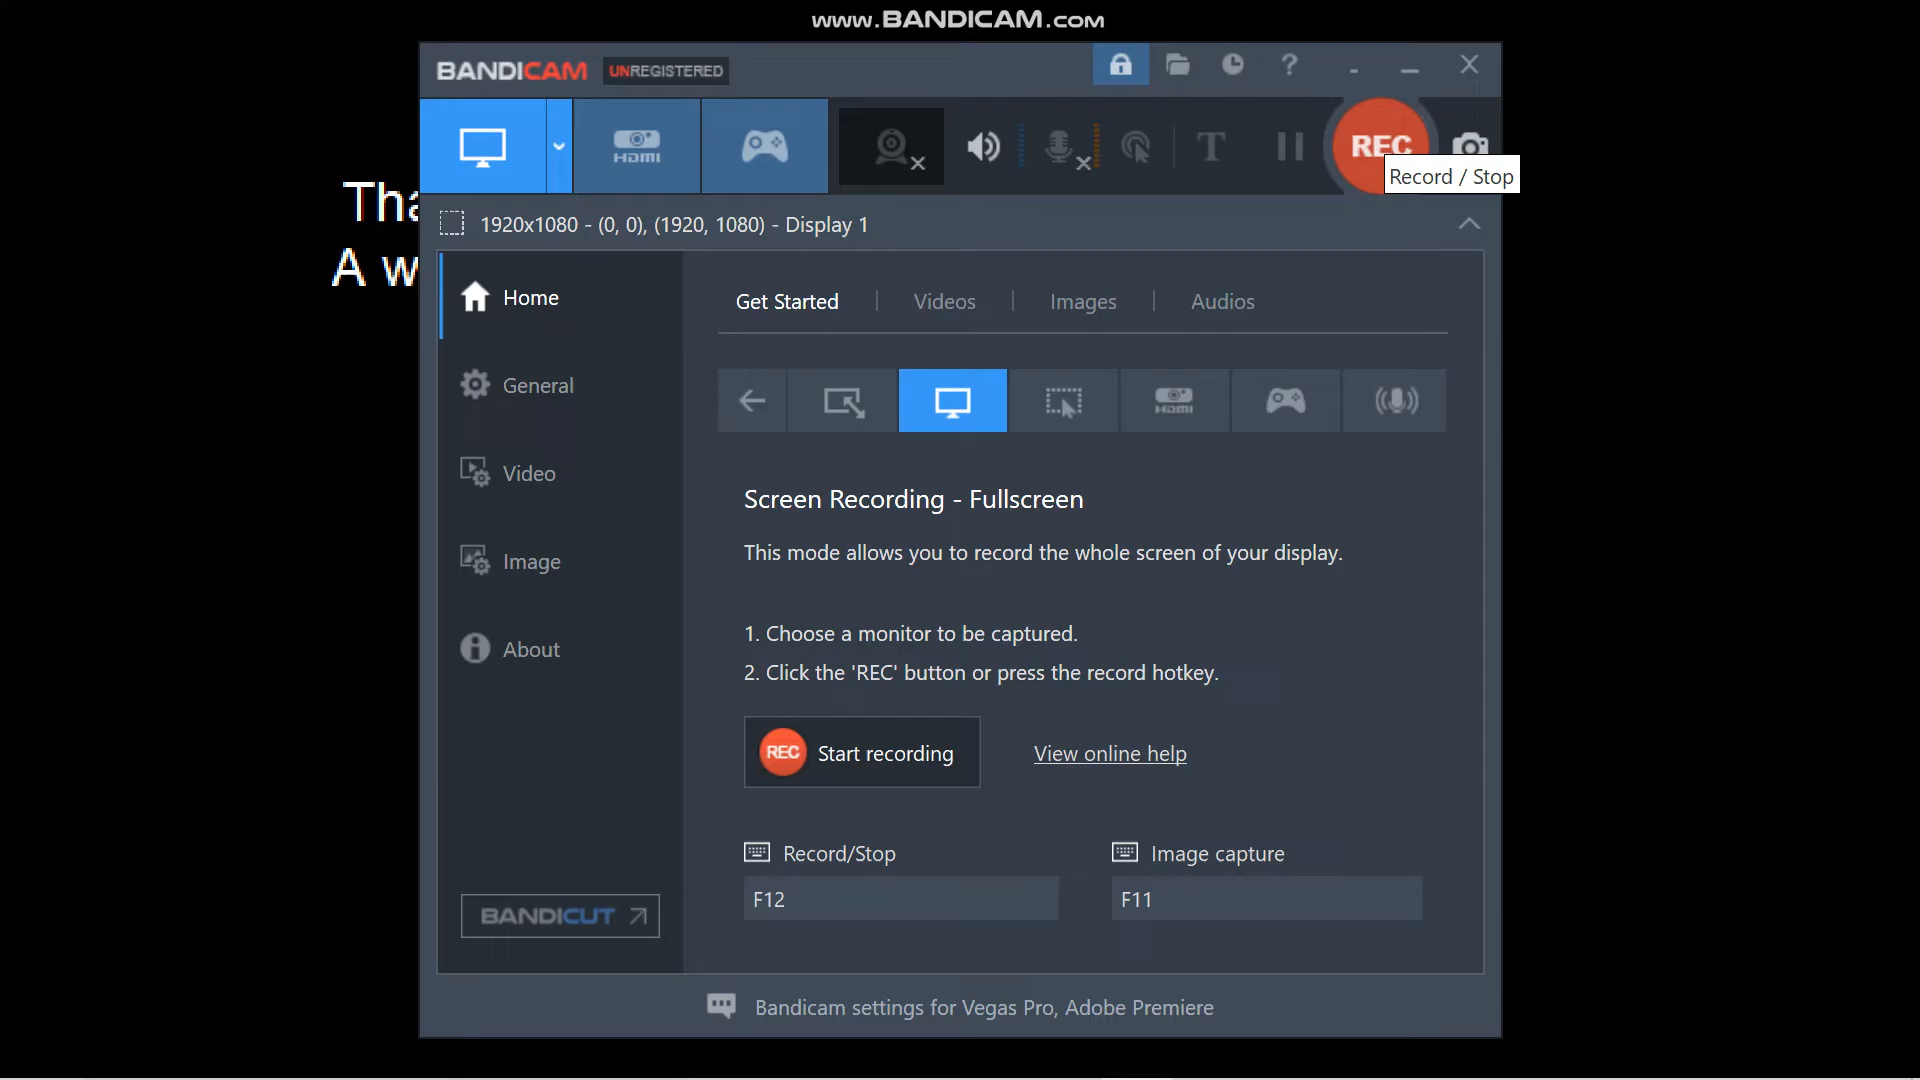 www.BANDICAM.com
BANDICAM UNREGISTERED
HDMI
T
REC
Record / Stop
Tha
A w
1920x1080 - (0, 0), (1920, 1080) - Display 1
Home
General
Video
Image
About
BANDICUT
Get Started
Videos
Images
Audios
HDMI
Screen Recording - Fullscreen
This mode allows you to record the whole screen of your display.
1. Choose a monitor to be captured.
2. Click the 'REC' button or press the record hotkey.
REC Start recording
View online help
Record/Stop
Image capture
F12
F11
Bandicam settings for Vegas Pro, Adobe Premiere